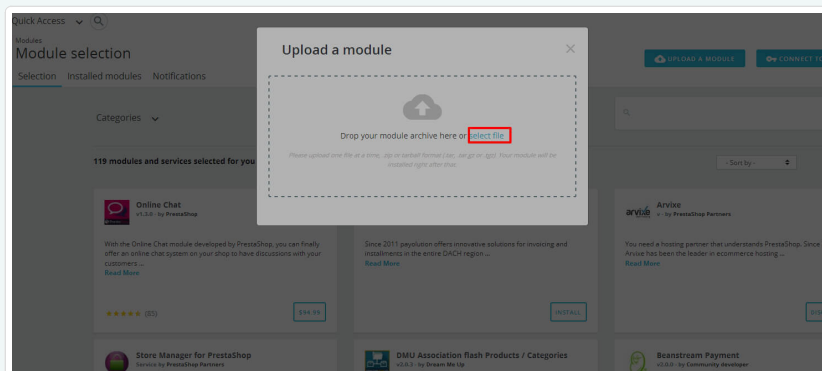 Quick Access
Modules
Module selection
Selection Installed modules Notifications
UPLOAD A MODULE
CONNECT TO
Upload a module
Drop your module archive here or select file
Please upload one file at a time, .zip or tarball format (.tar, .tar.gz or .tgz). Your module will be
installed right after that.
Categories
119 modules and services selected for you
- Sort by -
Online Chat
v1.3.0 - by PrestaShop
With the Online Chat module developed by PrestaShop, you can finally
offer an online chat system on your shop to have discussions with your
customers ...
Read More
(85)
INSTALL
Since 2011 payolution offers innovative solutions for invoicing and
installments in the entire DACH region ...
Read More
arvixe
Arvixe
v - by PrestaShop Partners
You need a hosting partner that understands PrestaShop. Since
Arvixe has been the leader in ecommerce hosting ...
Read More
Store Manager for PrestaShop
Service by PrestaShop Partners
DMU Association flash Products / Categories
v2.0.3 - by Dream Me Up
Beanstream Payment
v3.0.0 - by Community developer